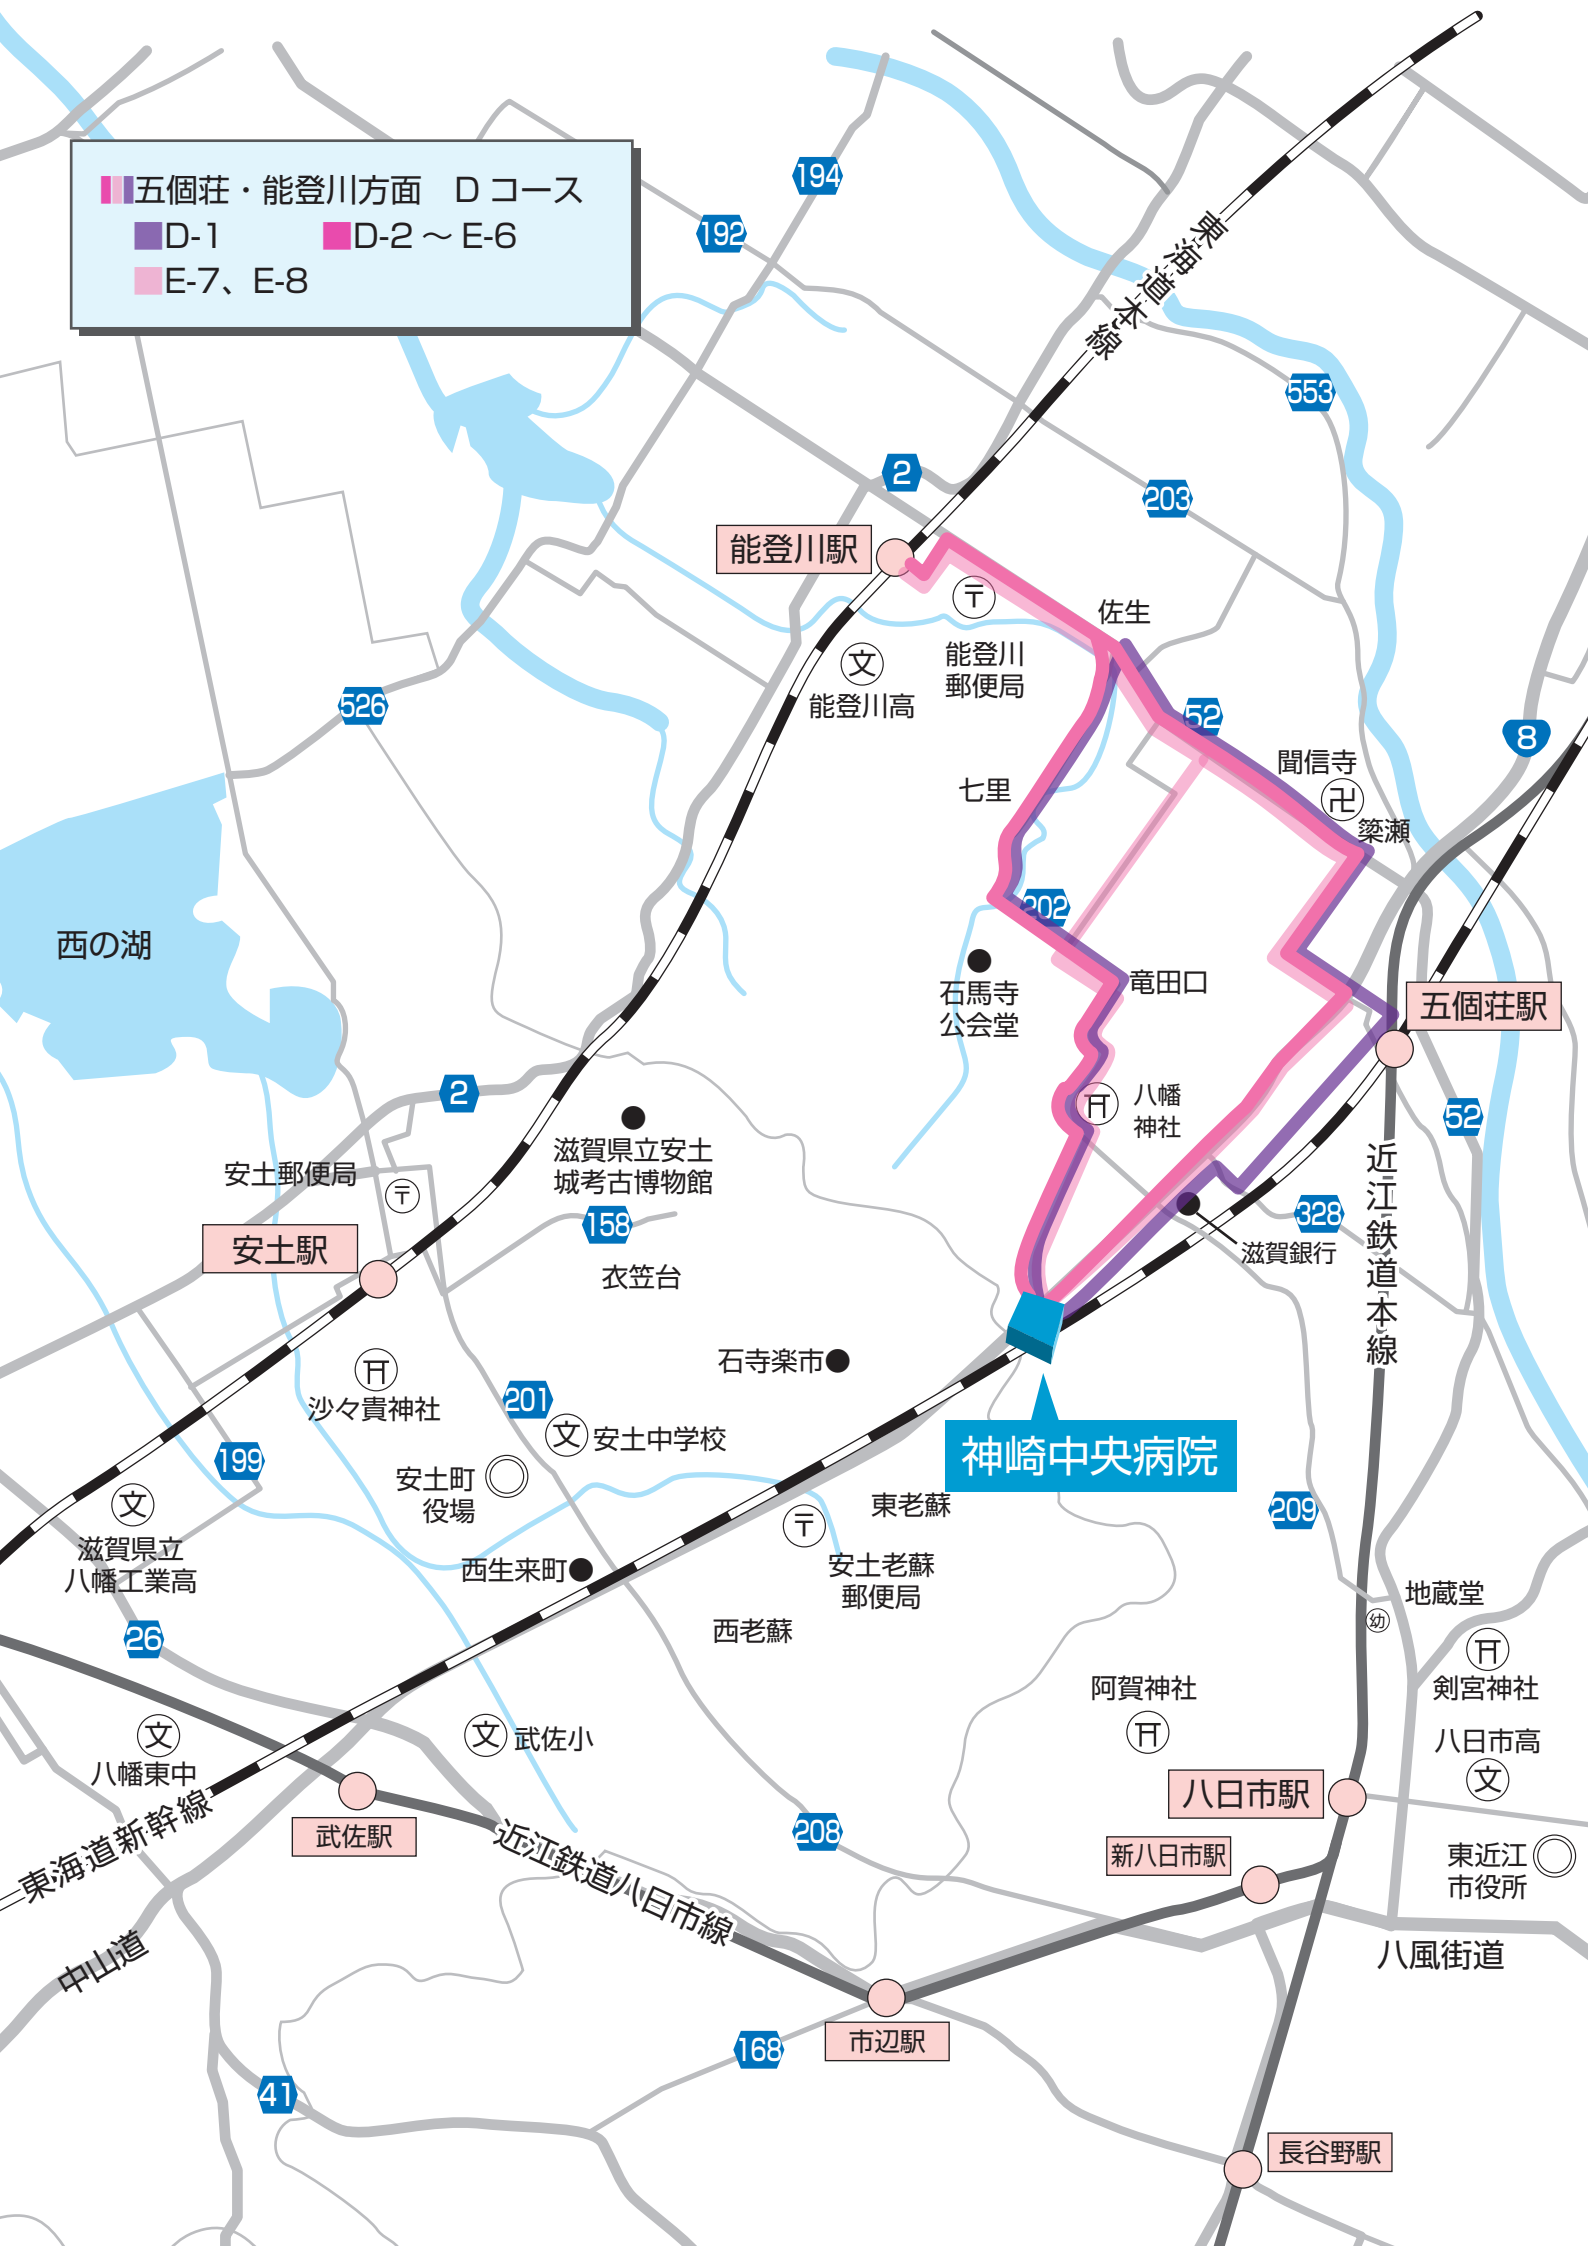 五個荘・能登川方面　D コース
D-1
D-2 ～ E-6
E-7、E-8
194
192
東海道本線
553
2
203
能登川駅
〒
佐生
能登川
郵便局
文
能登川高
526
52
8
聞信寺
卍
七里
簗瀬
202
西の湖
竜田口
石馬寺
公会堂
五個荘駅
2
八幡
神社
52
滋賀県立安土
城考古博物館
安土郵便局
〒
158
328
近江鉄道本線
滋賀銀行
安土駅
衣笠台
石寺楽市
沙々貴神社
201
文
安土中学校
神崎中央病院
199
安土町
役場
文
東老蘇
209
〒
滋賀県立
八幡工業高
西生来町
安土老蘇
郵便局
地蔵堂
幼
26
西老蘇
剣宮神社
阿賀神社
文
八幡東中
文
武佐小
八日市高
文
八日市駅
東海道新幹線
武佐駅
近江鉄道八日市線
208
新八日市駅
東近江
市役所
中山道
八風街道
168
市辺駅
41
長谷野駅